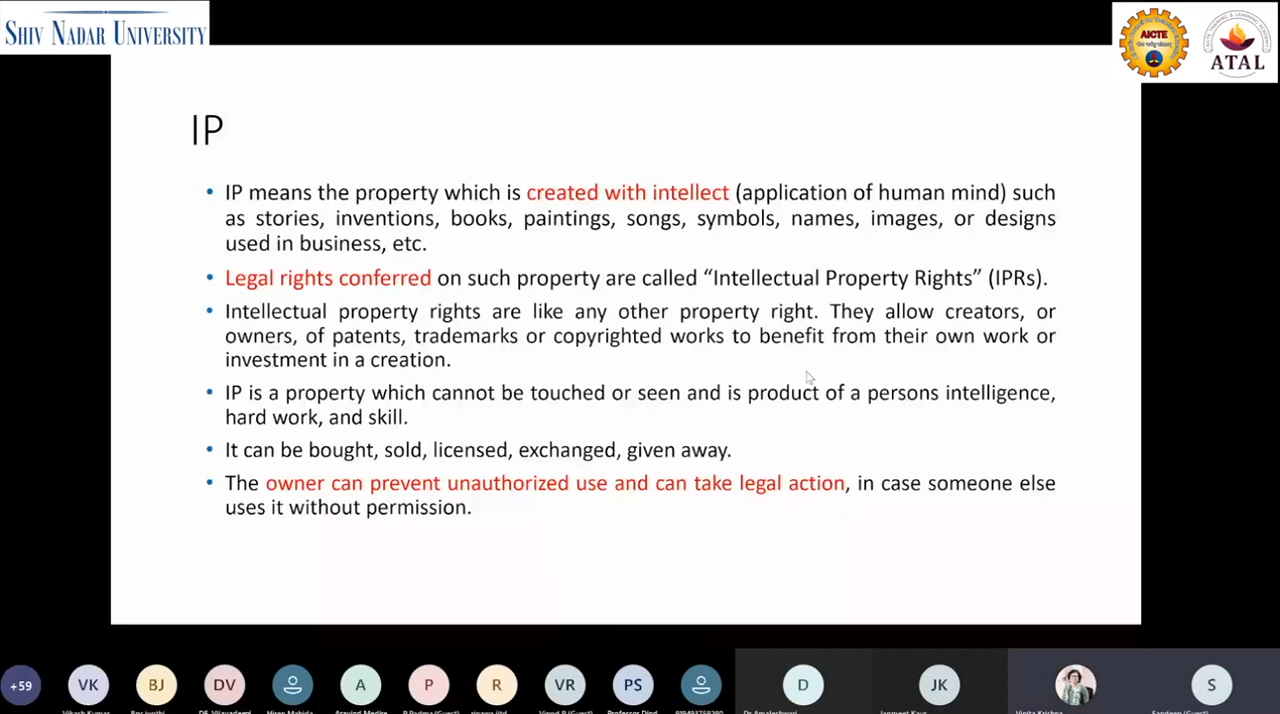 SHIV NADAR UNIVERSITY
AICTE
ATAL
IP
• IP means the property which is created with intellect (application of human mind) such
as stories, inventions, books, paintings, songs, symbols, names, images, or designs
used in business, etc.
• Legal rights conferred on such property are called “Intellectual Property Rights” (IPRs).
• Intellectual property rights are like any other property right. They allow creators, or
owners, of patents, trademarks or copyrighted works to benefit from their own work or
investment in a creation.
• IP is a property which cannot be touched or seen and is product of a persons intelligence,
hard work, and skill.
• It can be bought, sold, licensed, exchanged, given away.
• The owner can prevent unauthorized use and can take legal action, in case someone else
uses it without permission.
+59
VK
BJ
DV
A
P
R
VR
PS
D
JK
S